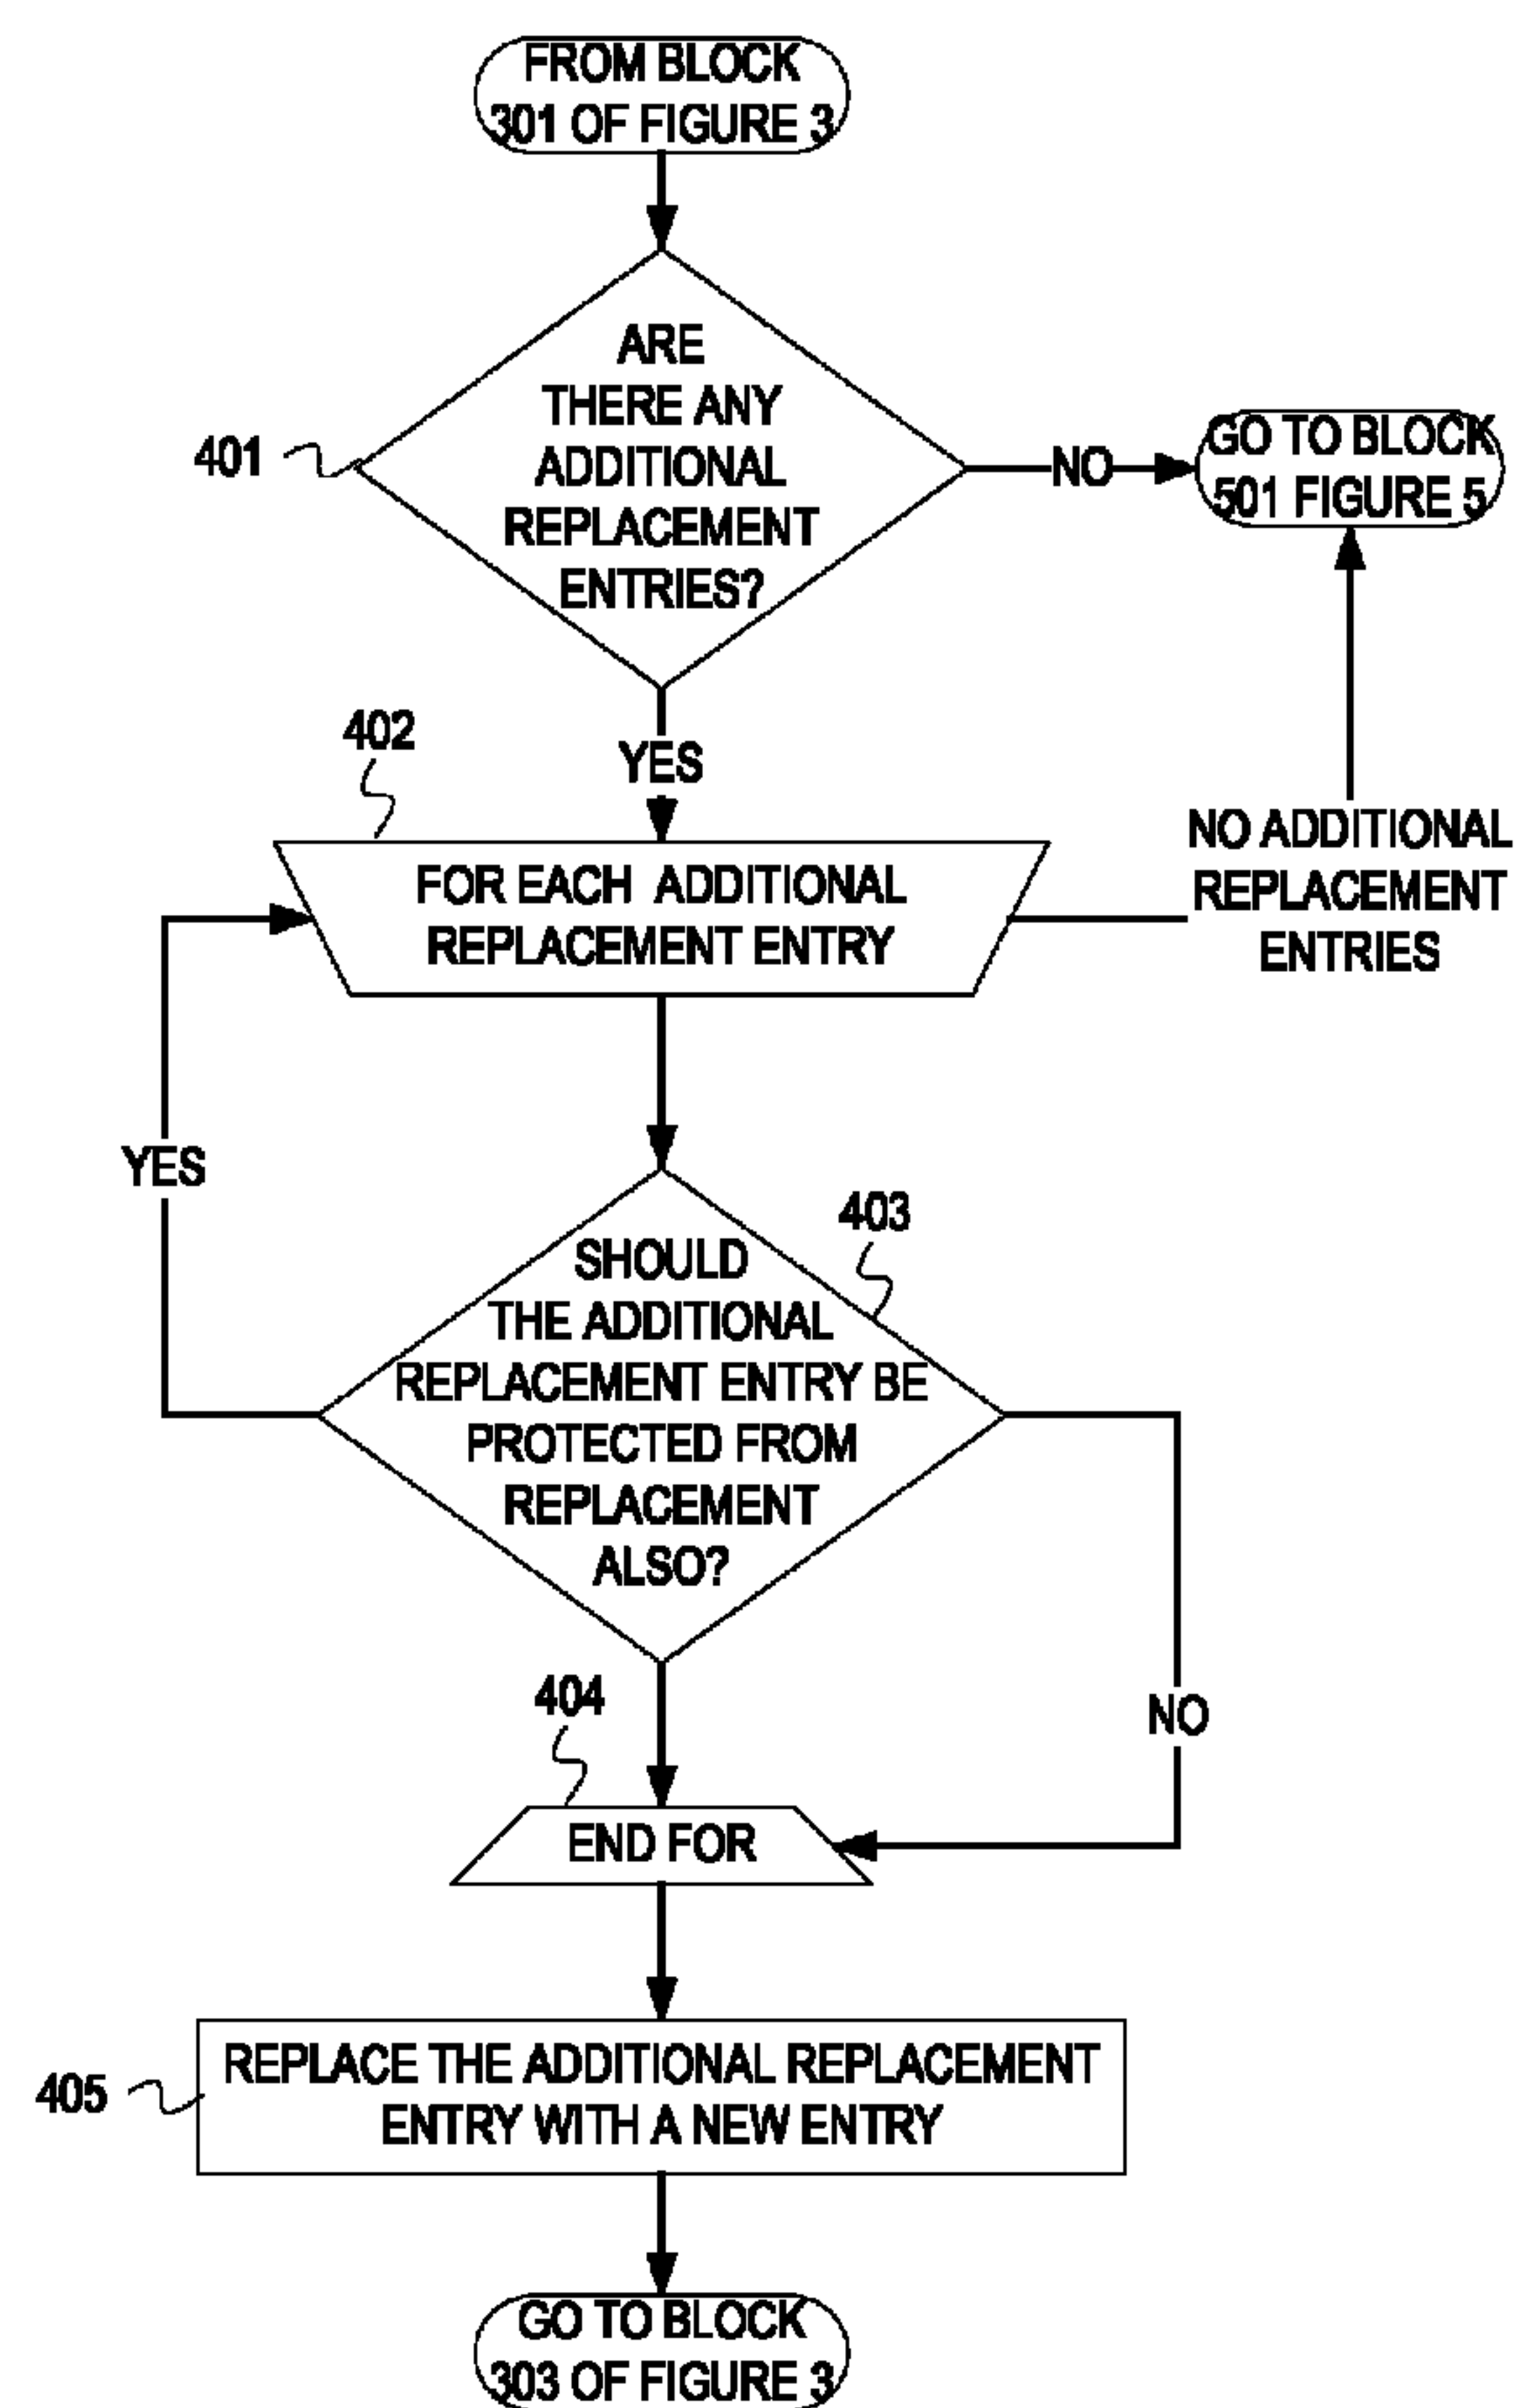 FROM BLOCK
301 OF FIGURE 3
ARE
THERE ANY
ADDITIONAL
REPLACEMENT
ENTRIES?
401
NO
GO TO BLOCK
501 FIGURE 5
402
YES
FOR EACH ADDITIONAL
REPLACEMENT ENTRY
NO ADDITIONAL
REPLACEMENT
ENTRIES
YES
403
SHOULD
THE ADDITIONAL
REPLACEMENT ENTRY BE
PROTECTED FROM
REPLACEMENT
ALSO?
404
NO
END FOR
405
REPLACE THE ADDITIONAL REPLACEMENT
ENTRY WITH A NEW ENTRY
GO TO BLOCK
303 OF FIGURE 3